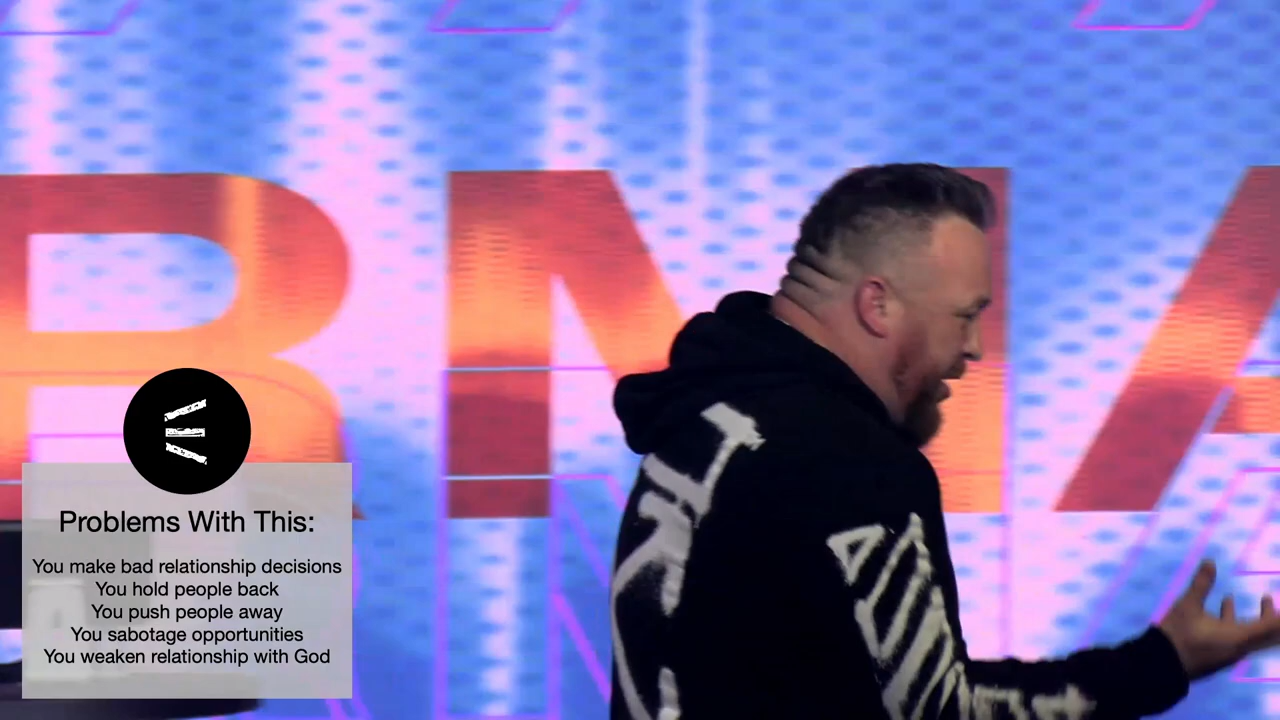 RNA
Problems With This:
You make bad relationship decisions
You hold people back
You push people away
You sabotage opportunities
You weaken relationship with God